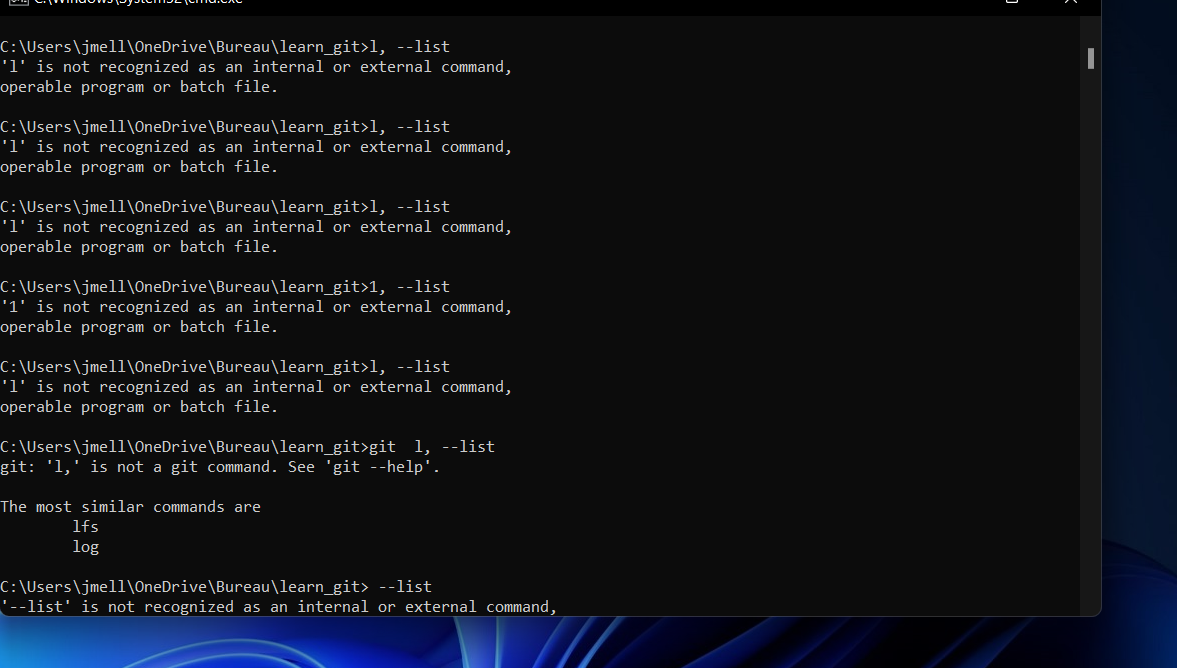 C:\Windows\System32\cmd.exe
C:\Users\jmell\OneDrive\Bureau\learn_git>l, --list
'l' is not recognized as an internal or external command,
operable program or batch file.
C:\Users\jmell\OneDrive\Bureau\learn_git>l, --list
'l' is not recognized as an internal or external command,
operable program or batch file.
C:\Users\jmell\OneDrive\Bureau\learn_git>l, --list
'l' is not recognized as an internal or external command,
operable program or batch file.
C:\Users\jmell\OneDrive\Bureau\learn_git>1, --list
'1' is not recognized as an internal or external command,
operable program or batch file.
C:\Users\jmell\OneDrive\Bureau\learn_git>l, --list
'l' is not recognized as an internal or external command,
operable program or batch file.
C:\Users\jmell\OneDrive\Bureau\learn_git>git  l, --list
git: 'l,' is not a git command. See 'git --help'.
The most similar commands are
lfs
log
C:\Users\jmell\OneDrive\Bureau\learn_git> --list
'--list' is not recognized as an internal or external command,